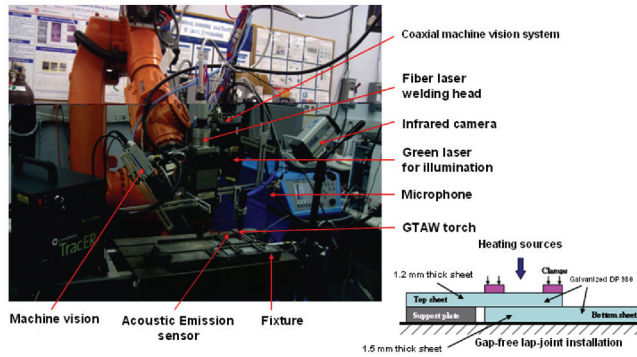 Coaxial machine vision system
Fiber laser
welding head
Infrared camera
Green laser
for illumination
Microphone
GTAW torch
TracER
Machine vision
Acoustic Emission
sensor
Fixture
Heating sources
Clamps
Galvanized DP 980
1.2 mm thick sheet
Top sheet
Support plate
Bottom sheet
Gap-free lap-joint installation
1.5 mm thick sheet